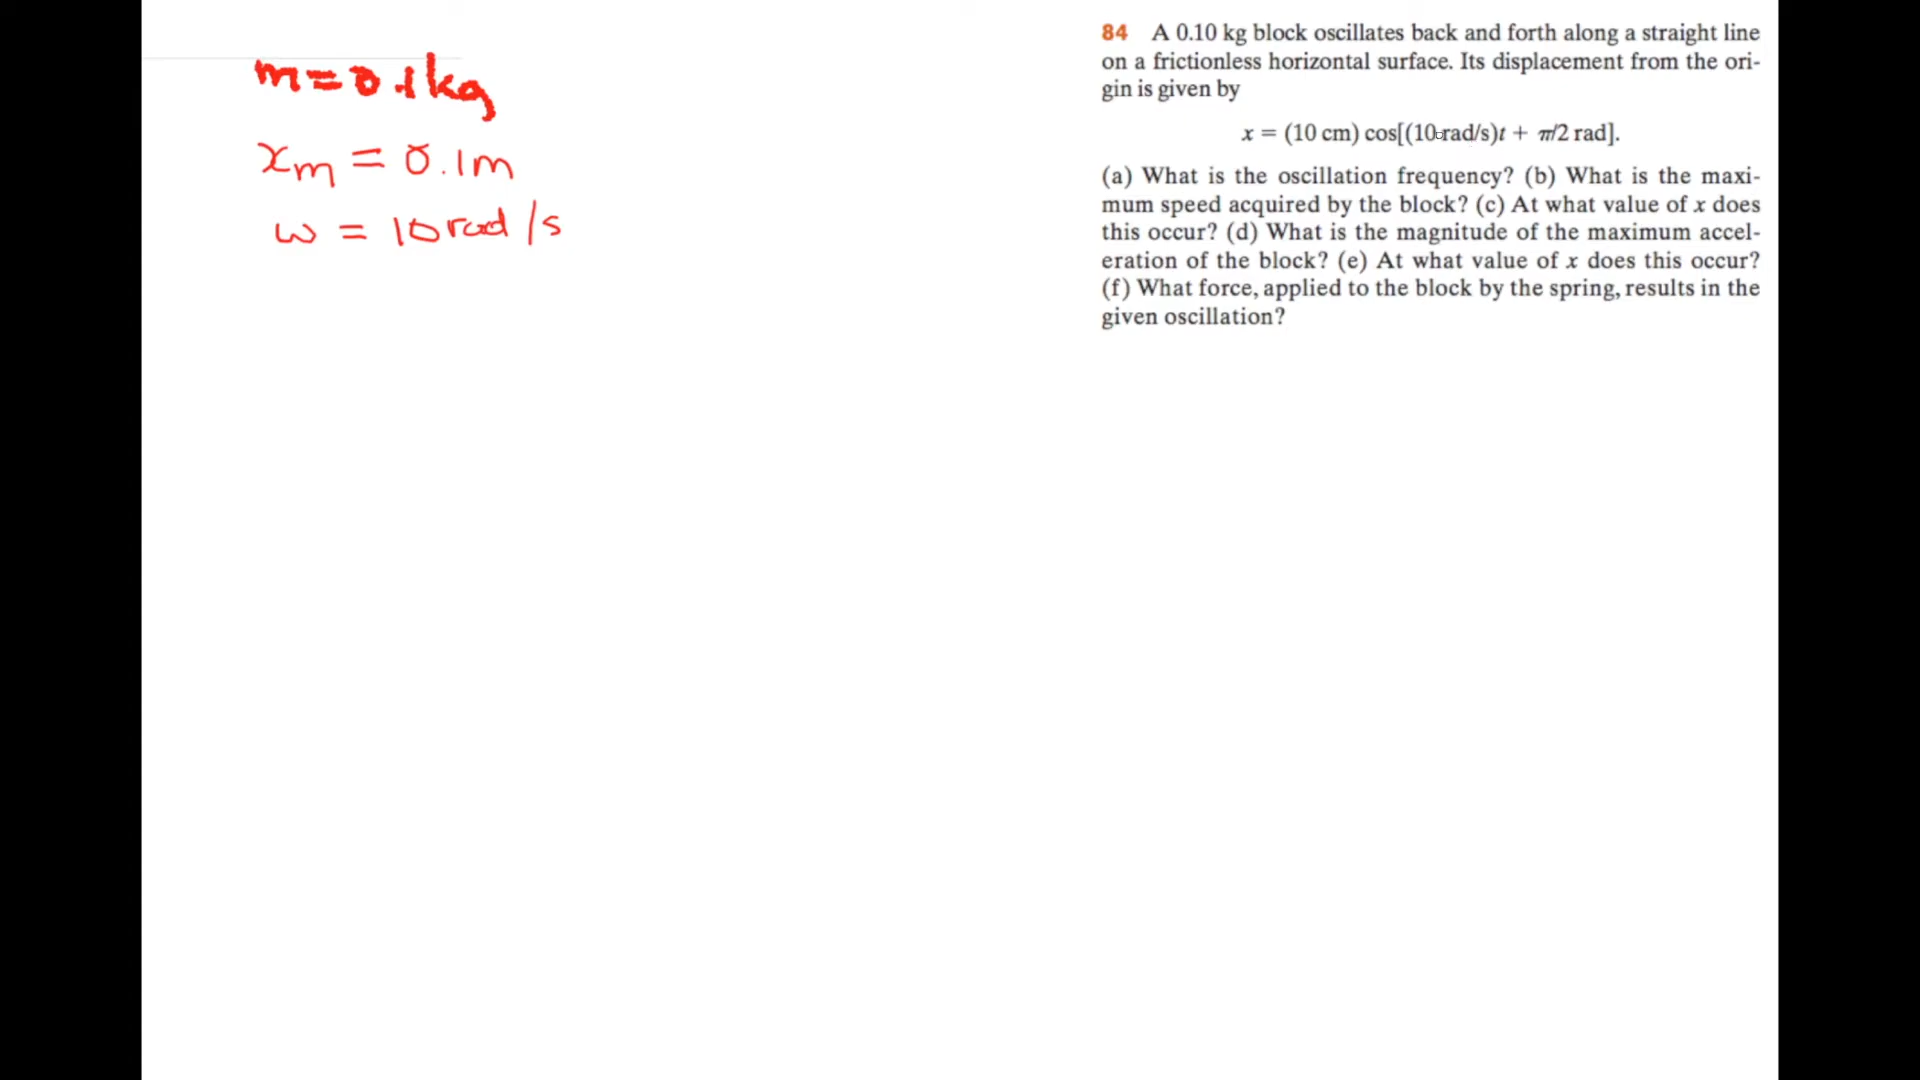 m=0.1kg
xm = 0.1m
ω = 10rad/s
84 A 0.10 kg block oscillates back and forth along a straight line
on a frictionless horizontal surface. Its displacement from the ori-
gin is given by
x = (10 cm) cos[(10 rad/s)t + π/2 rad].
(a) What is the oscillation frequency? (b) What is the maxi-
mum speed acquired by the block? (c) At what value of x does
this occur? (d) What is the magnitude of the maximum accel-
eration of the block? (e) At what value of x does this occur?
(f) What force, applied to the block by the spring, results in the
given oscillation?